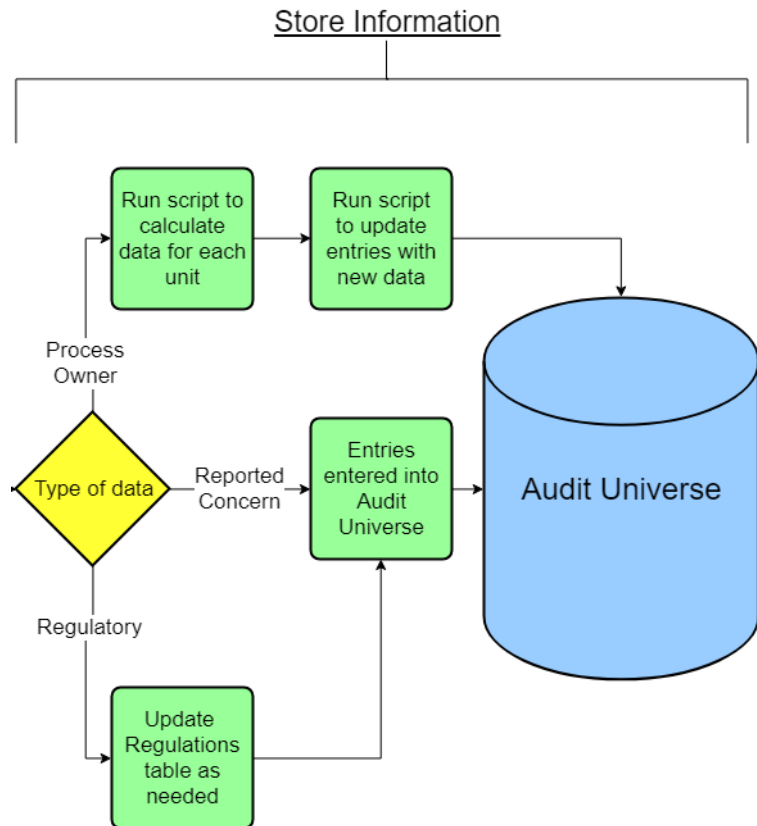 Store Information
Run script to
calculate
data for each
unit
Run script
to update
entries with
new data
Process
Owner
Type of data
Reported
Concern
Entries
entered into
Audit
Universe
Audit Universe
Regulatory
Update
Regulations
table as
needed